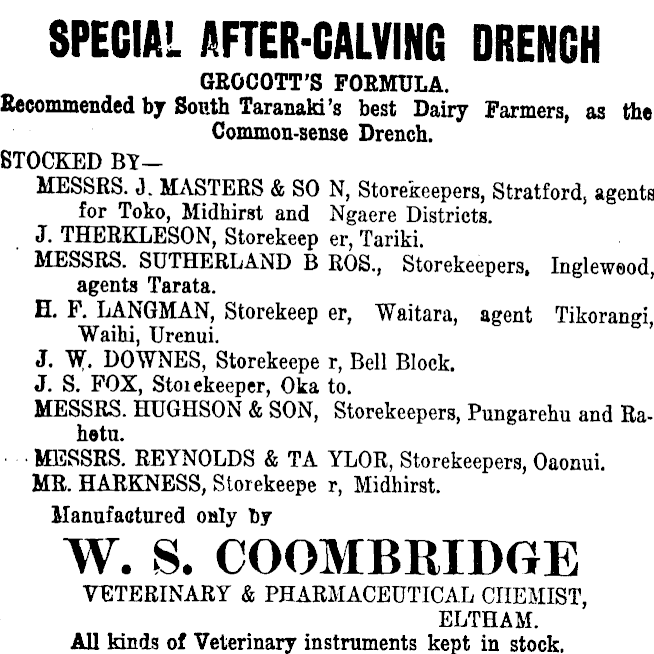 SPECIAL AFTER-CALVING DRENCH
GROCOTT'S FORMULA.
Recommended by South Taranaki's best Dairy Farmers, as the
Common-sense Drench.
STOCKED BY—
MESSRS. J. MASTERS & SO N, Storekeepers, Stratford, agents
for Toko, Midhirst and Ngaere Districts.
J. THERKLESON, Storekeep er, Tariki.
MESSRS. SUTHERLAND B ROS., Storekeepers, Inglewood,
agents Tarata.
H. F. LANGMAN, Storekeep er, Waitara, agent Tikorangi,
Waihi, Urenui.
J. W. DOWNES, Storekeepe r, Bell Block.
J. S. FOX, Storekeeper, Oka to.
MESSRS. HUGHSON & SON, Storekeepers, Pungarehu and Ra-
hotu.
MESSRS. REYNOLDS & TA YLOR, Storekeepers, Oaonui.
MR. HARKNESS, Storekeepe r, Midhirst.
Manufactured only by
W. S. COOMBRIDGE
VETERINARY & PHARMACEUTICAL CHEMIST,
ELTHAM.
All kinds of Veterinary instruments kept in stock.